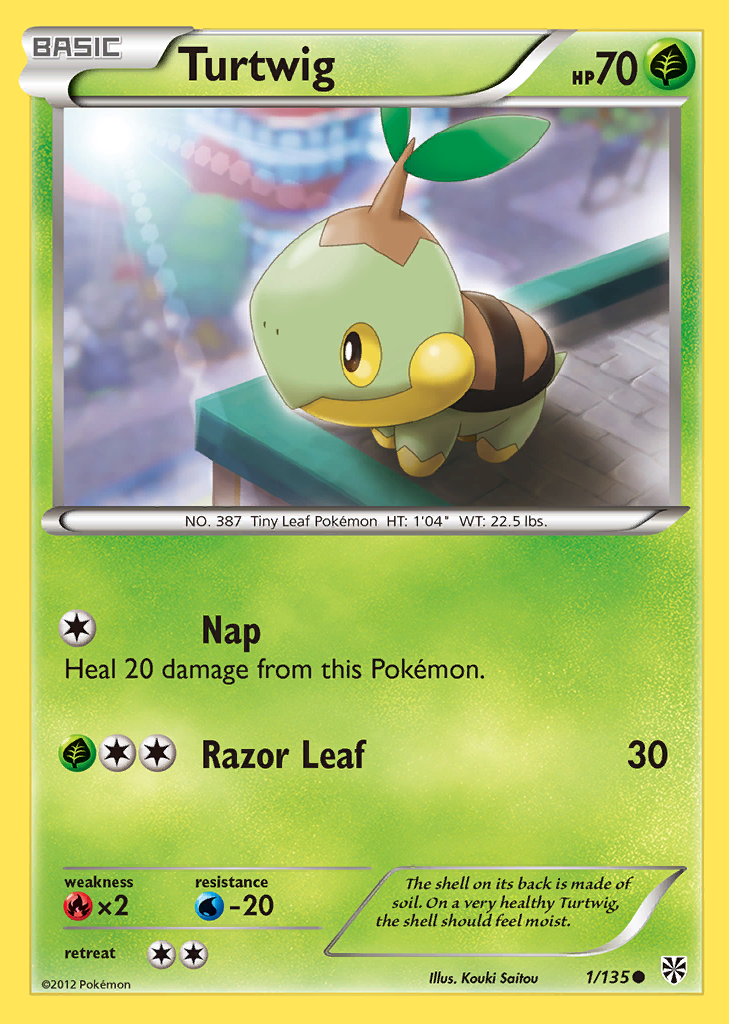 BASIC
Turtwig
HP 70
NO. 387 Tiny Leaf Pokémon HT: 1'04" WT: 22.5 lbs.
Nap
Heal 20 damage from this Pokémon.
Razor Leaf 30
weakness
×2
resistance
-20
retreat
The shell on its back is made of
soil. On a very healthy Turtwig,
the shell should feel moist.
©2012 Pokémon
Illus. Kouki Saitou
1/135